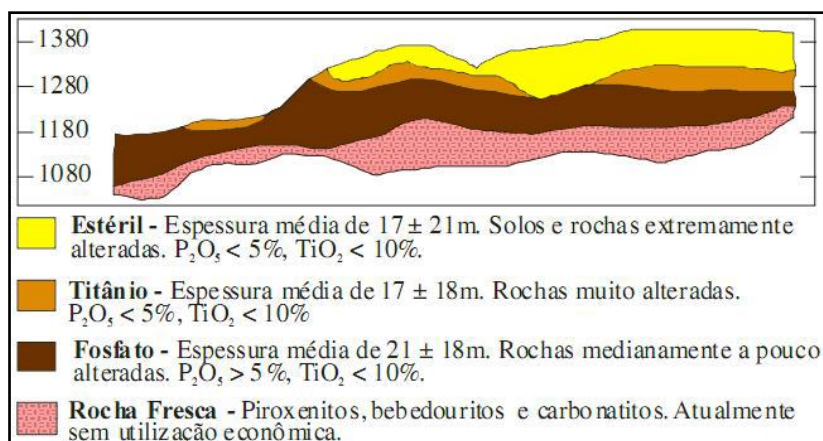 1380
1280
1180
1080
Estéril - Espessura média de 17 ± 21m. Solos e rochas extremamente
alteradas. P₂O₅ < 5%, TiO₂ < 10%.
Titânio - Espessura média de 17 ± 18m. Rochas muito alteradas.
P₂O₅ < 5%, TiO₂ < 10%
Fosfato - Espessura média de 21 ± 18m. Rochas medianamente a pouco
alteradas. P₂O₅ > 5%, TiO₂ < 10%.
Rocha Fresca - Piroxenitos, bebedouritos e carbonatitos. Atualmente
sem utilização econômica.